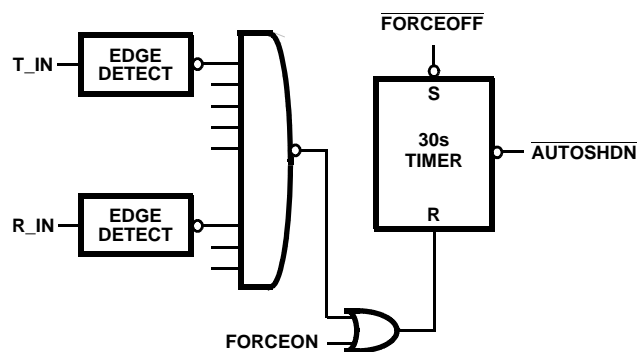 FORCEOFF
T_IN
EDGE
DETECT
S
30s
TIMER
AUTOSHDN
R_IN
EDGE
DETECT
R
FORCEON